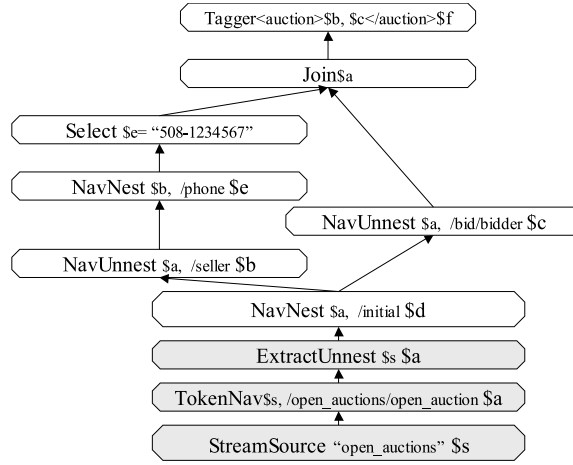 Tagger<auction>$b, $c</auction>$f
Join$a
Select $e= “508-1234567”
NavNest $b, /phone $e
NavUnnest $a, /bid/bidder $c
NavUnnest $a, /seller $b
NavNest $a, /initial $d
ExtractUnnest $s $a
TokenNav$s, /open_auctions/open_auction $a
StreamSource “open_auctions” $s